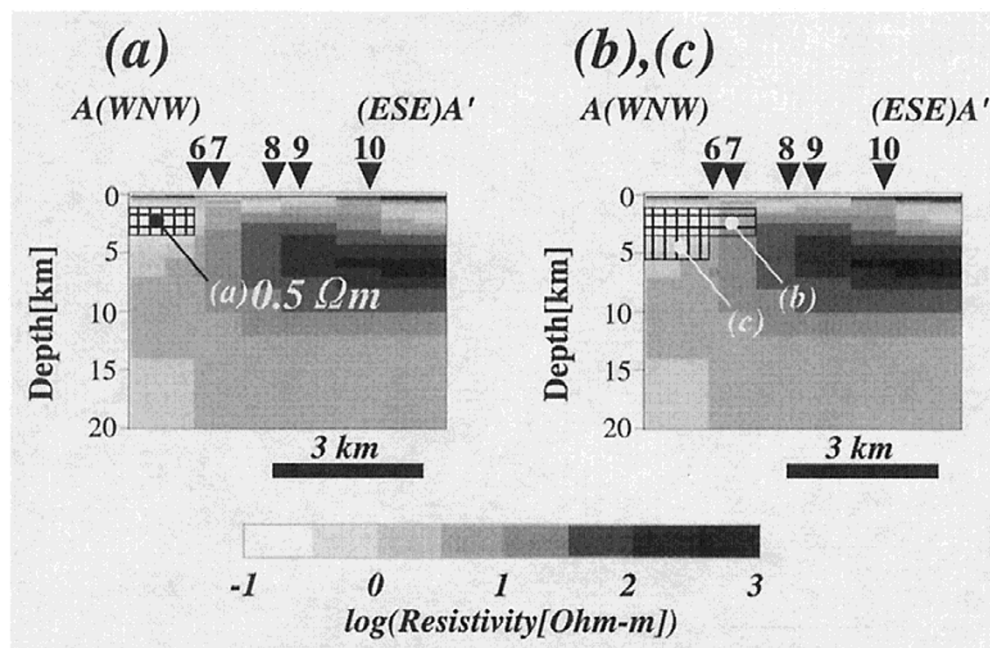 (a)
(b),(c)
A(WNW) (ESE)A'
A(WNW) (ESE)A'
6 7 8 9 10
6 7 8 9 10
Depth[km]
0
5
10
15
20
(a) 0.5 Ωm
3 km
Depth[km]
0
5
10
15
20
(b)
(c)
3 km
-1 0 1 2 3
log(Resistivity[Ohm-m])